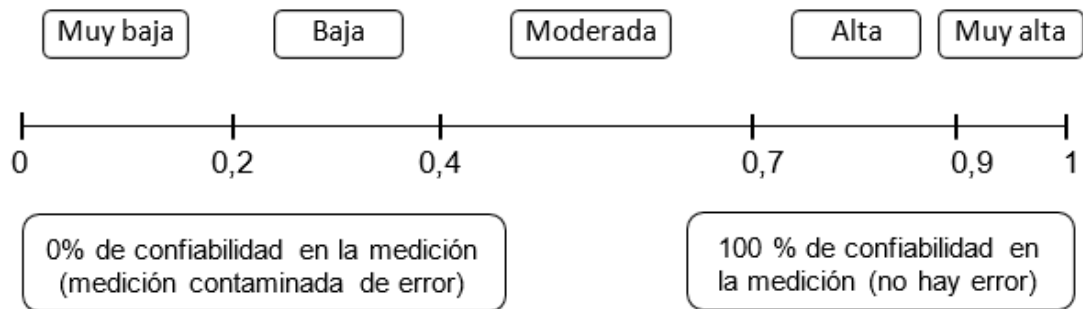 Muy baja Baja Moderada Alta Muy alta
0 0,2 0,4 0,7 0,9 1
0% de confiabilidad en la medición
(medición contaminada de error)
100 % de confiabilidad en
la medición (no hay error)